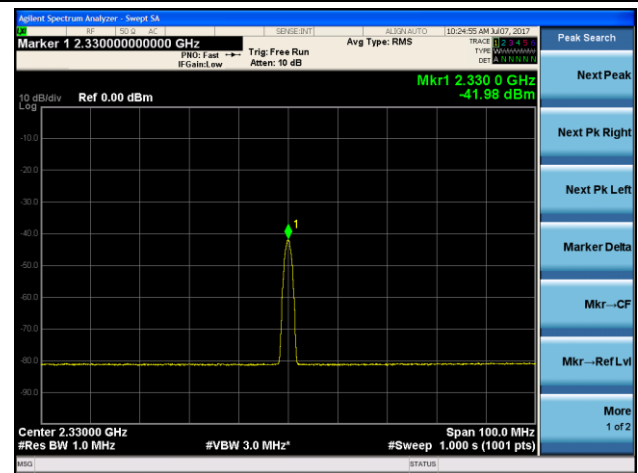 Agilent Spectrum Analyzer - Swept SA
RF 50 Ω AC SENSE:INT ALIGN AUTO 10:24:55 AM Jul 07, 2017
Marker 1 2.330000000000 GHz
PNO: Fast
IFGain:Low
Trig: Free Run
Atten: 10 dB
Avg Type: RMS
TRACE 1 2 3 4 5 6
TYPE
DET A N N N N N
Peak Search
Next Peak
Next Pk Right
Next Pk Left
Marker Delta
Mkr→CF
Mkr→Ref Lvl
More
1 of 2
Mkr1 2.330 0 GHz
-41.98 dBm
10 dB/div Ref 0.00 dBm
Log
-10.0
-20.0
-30.0
-40.0
1
-50.0
-60.0
-70.0
-80.0
-90.0
Center 2.33000 GHz Span 100.0 MHz
#Res BW 1.0 MHz #VBW 3.0 MHz* #Sweep 1.000 s (1001 pts)
MSG STATUS